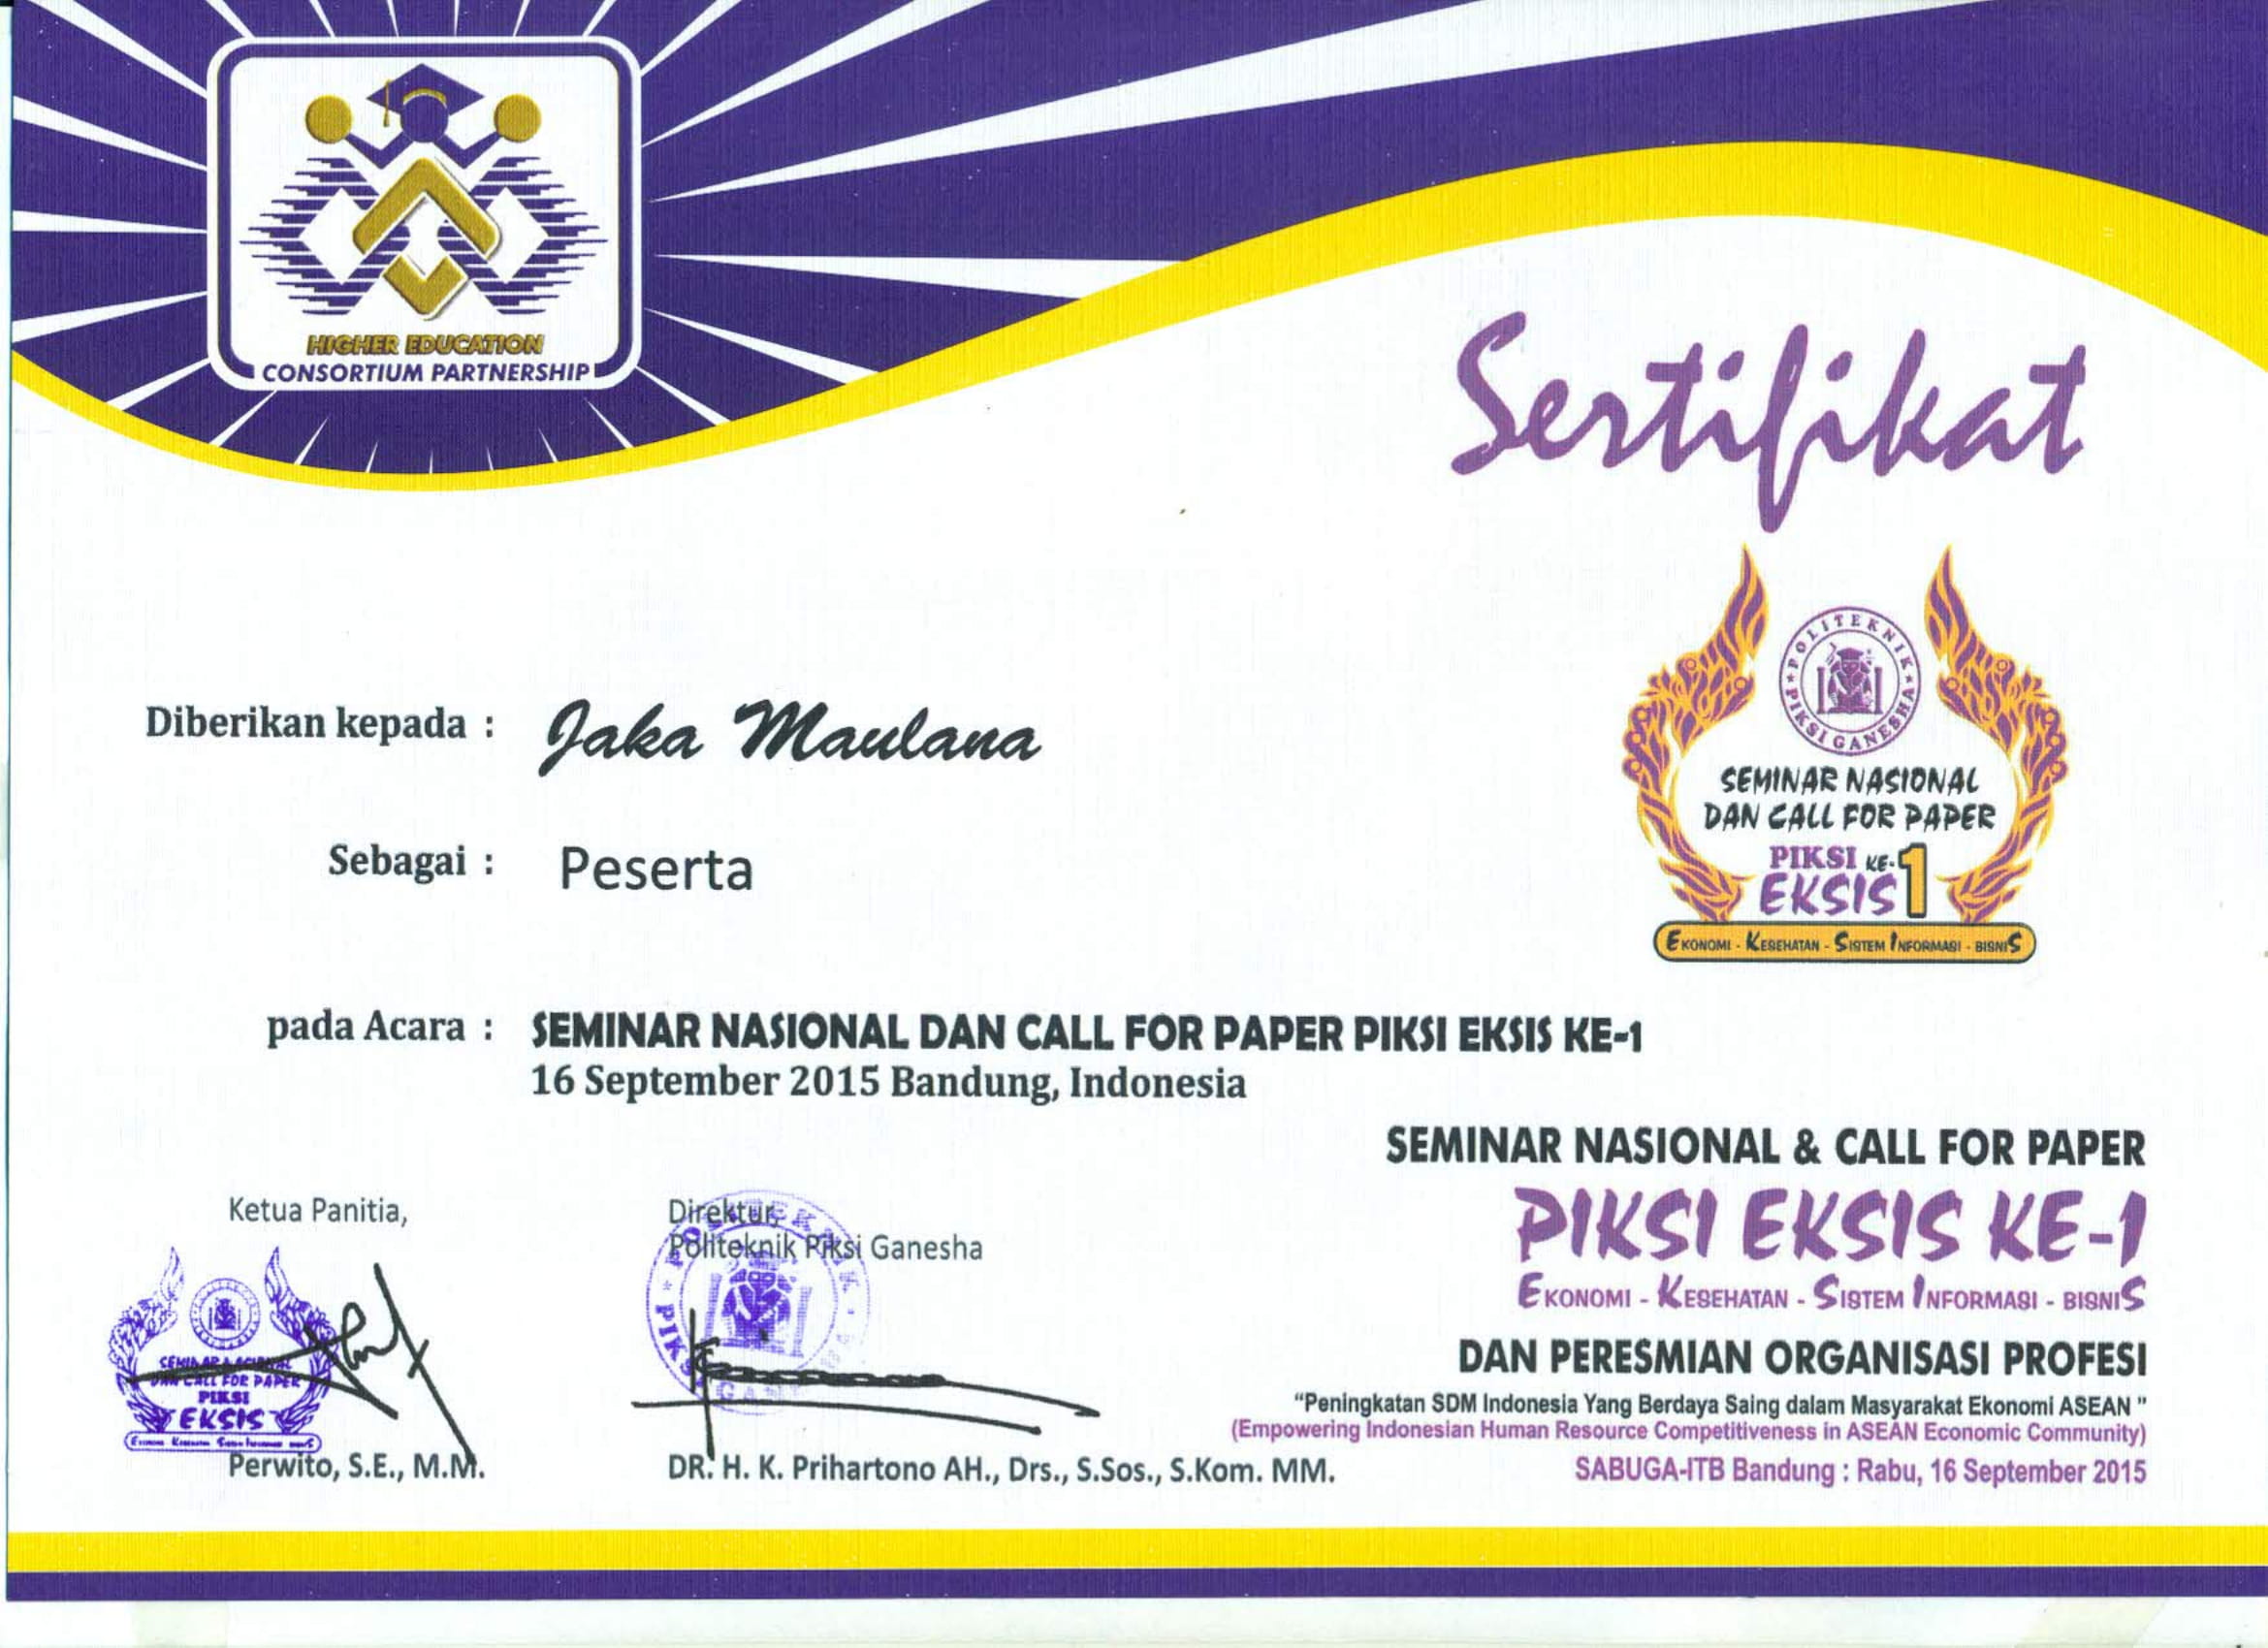 HIGHER EDUCATION
CONSORTIUM PARTNERSHIP
Sertifikat
POLITEKNIK
PIKSI GANESHA
SEMINAR NASIONAL
DAN CALL FOR PAPER
PIKSI KE-1
EKSIS
EKONOMI - KESEHATAN - SISTEM INFORMASI - BISNIS
Diberikan kepada : Jaka Maulana
Sebagai : Peserta
pada Acara : SEMINAR NASIONAL DAN CALL FOR PAPER PIKSI EKSIS KE-1
16 September 2015 Bandung, Indonesia
Ketua Panitia,
SEMINAR NASIONAL
DAN CALL FOR PAPER
PIKSI
EKSIS
Perwito, S.E., M.M.
Direktur,
Politeknik Piksi Ganesha
DR. H. K. Prihartono AH., Drs., S.Sos., S.Kom. MM.
SEMINAR NASIONAL & CALL FOR PAPER
PIKSI EKSIS KE-1
EKONOMI - KESEHATAN - SISTEM INFORMASI - BISNIS
DAN PERESMIAN ORGANISASI PROFESI
“Peningkatan SDM Indonesia Yang Berdaya Saing dalam Masyarakat Ekonomi ASEAN ”
(Empowering Indonesian Human Resource Competitiveness in ASEAN Economic Community)
SABUGA-ITB Bandung : Rabu, 16 September 2015